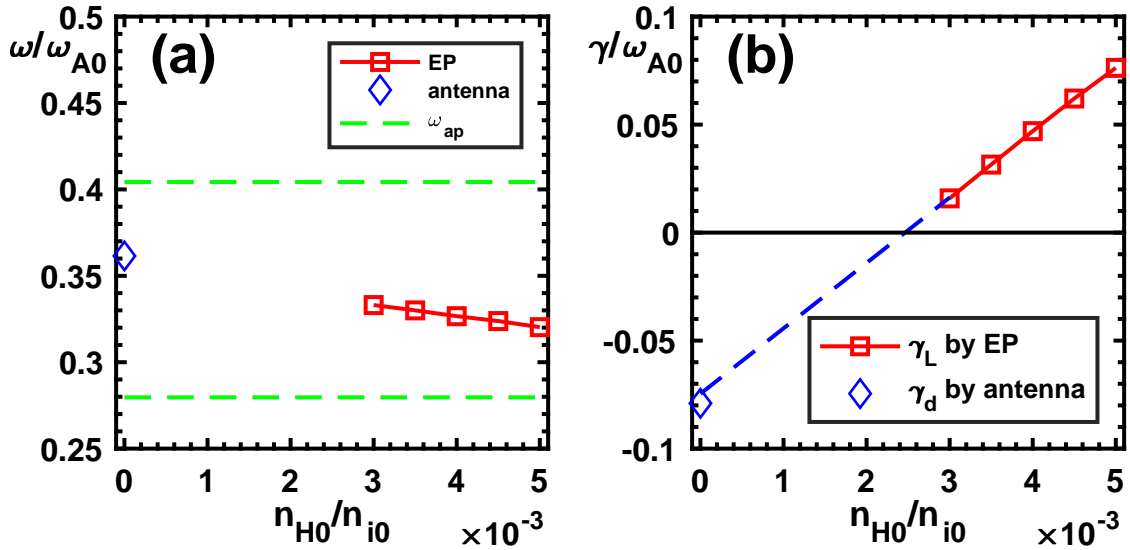 (a)
ω/ω_A0
0.5
0.45
0.4
0.35
0.3
0.25
EP
antenna
ω_ap
0 1 2 3 4 5
n_H0/n_i0
×10^-3
(b)
γ/ω_A0
0.1
0.05
0
-0.05
-0.1
γ_L by EP
γ_d by antenna
0 1 2 3 4 5
n_H0/n_i0
×10^-3